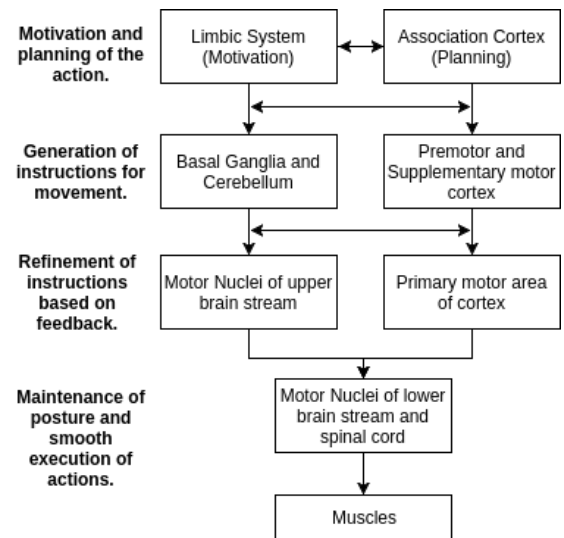 Motivation and
planning of the
action.
Limbic System
(Motivation)
Association Cortex
(Planning)
Generation of
instructions for
movement.
Basal Ganglia and
Cerebellum
Premotor and
Supplementary motor
cortex
Refinement of
instructions
based on
feedback.
Motor Nuclei of upper
brain stream
Primary motor area
of cortex
Maintenance of
posture and
smooth
execution of
actions.
Motor Nuclei of lower
brain stream and
spinal cord
Muscles